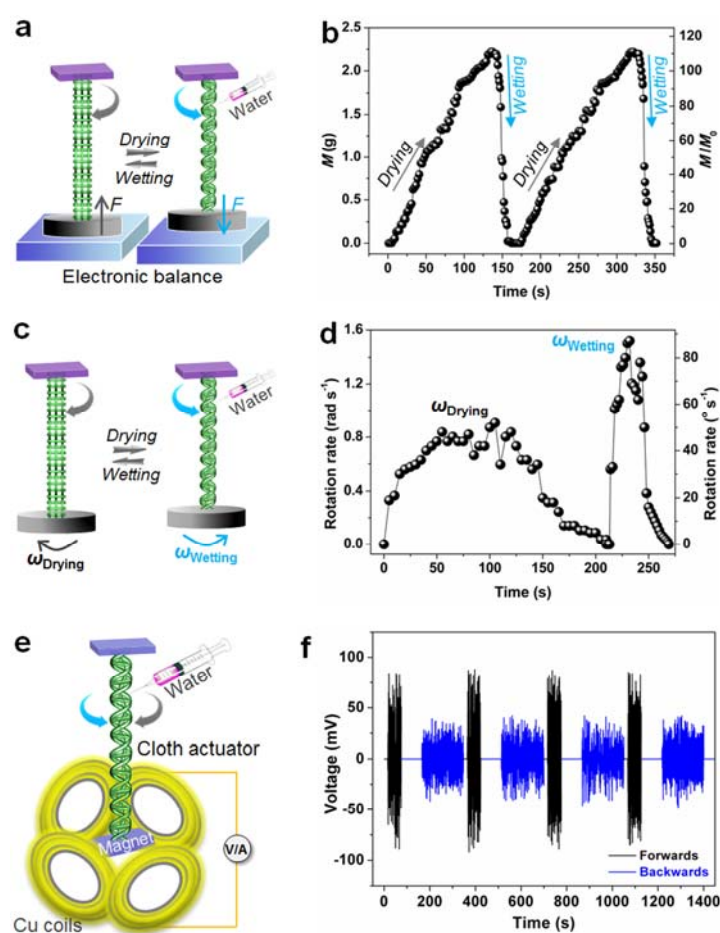 a
Water
Drying
Wetting
F
F
Electronic balance
b
2.5
2.0
1.5
1.0
0.5
0.0
M (g)
Drying
Wetting
Drying
Wetting
110
100
80
60
40
20
0
M/M0
0 50 100 150 200 250 300 350
Time (s)
c
Water
Drying
Wetting
ωDrying
ωWetting
d
1.6
1.2
0.8
0.4
0.0
Rotation rate (rad s-1)
ωDrying
ωWetting
80
60
40
20
0
Rotation rate (° s-1)
0 50 100 150 200 250
Time (s)
e
Water
Cloth actuator
Magnet
V/A
Cu coils
f
100
50
0
-50
-100
Voltage (mV)
Forwards
Backwards
0 200 400 600 800 1000 1200 1400
Time (s)